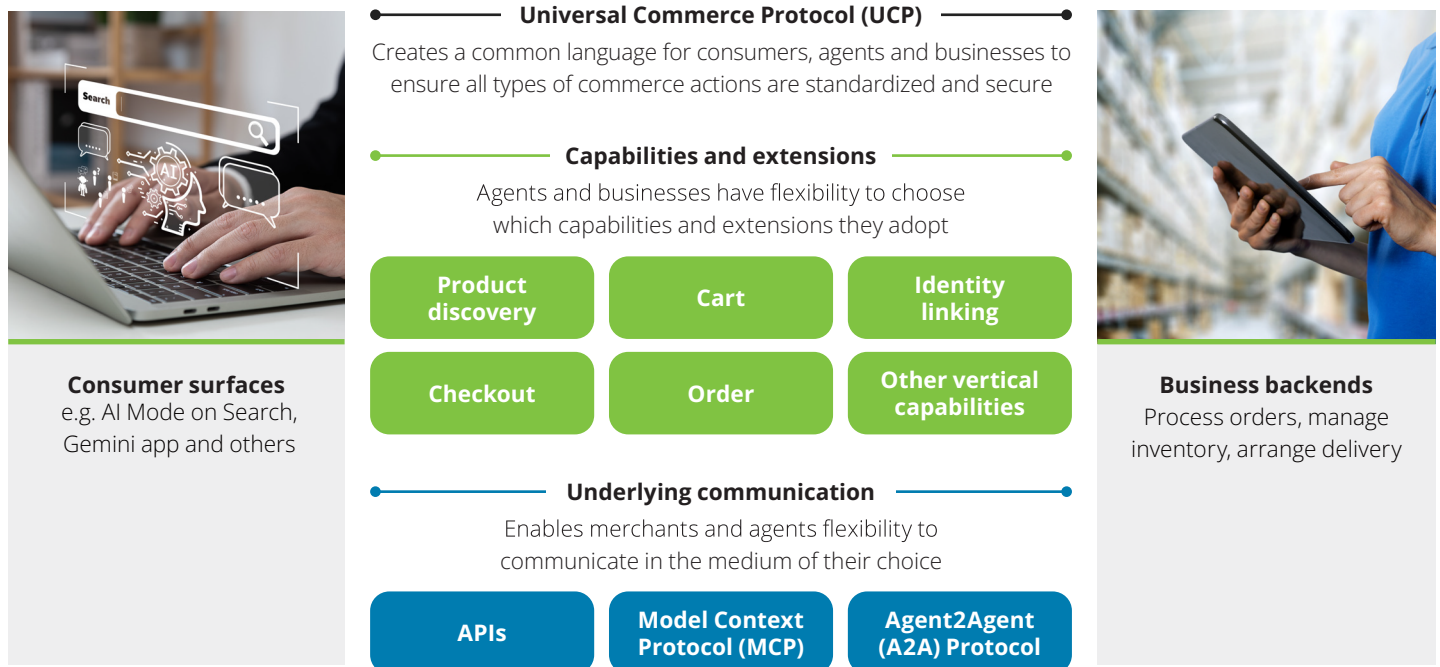 Search
AI
Consumer surfaces
e.g. AI Mode on Search,
Gemini app and others
Universal Commerce Protocol (UCP)
Creates a common language for consumers, agents and businesses to
ensure all types of commerce actions are standardized and secure
Capabilities and extensions
Agents and businesses have flexibility to choose
which capabilities and extensions they adopt
Product
discovery
Cart
Identity
linking
Checkout
Order
Other vertical
capabilities
Underlying communication
Enables merchants and agents flexibility to
communicate in the medium of their choice
APIs
Model Context
Protocol (MCP)
Agent2Agent
(A2A) Protocol
Business backends
Process orders, manage
inventory, arrange delivery